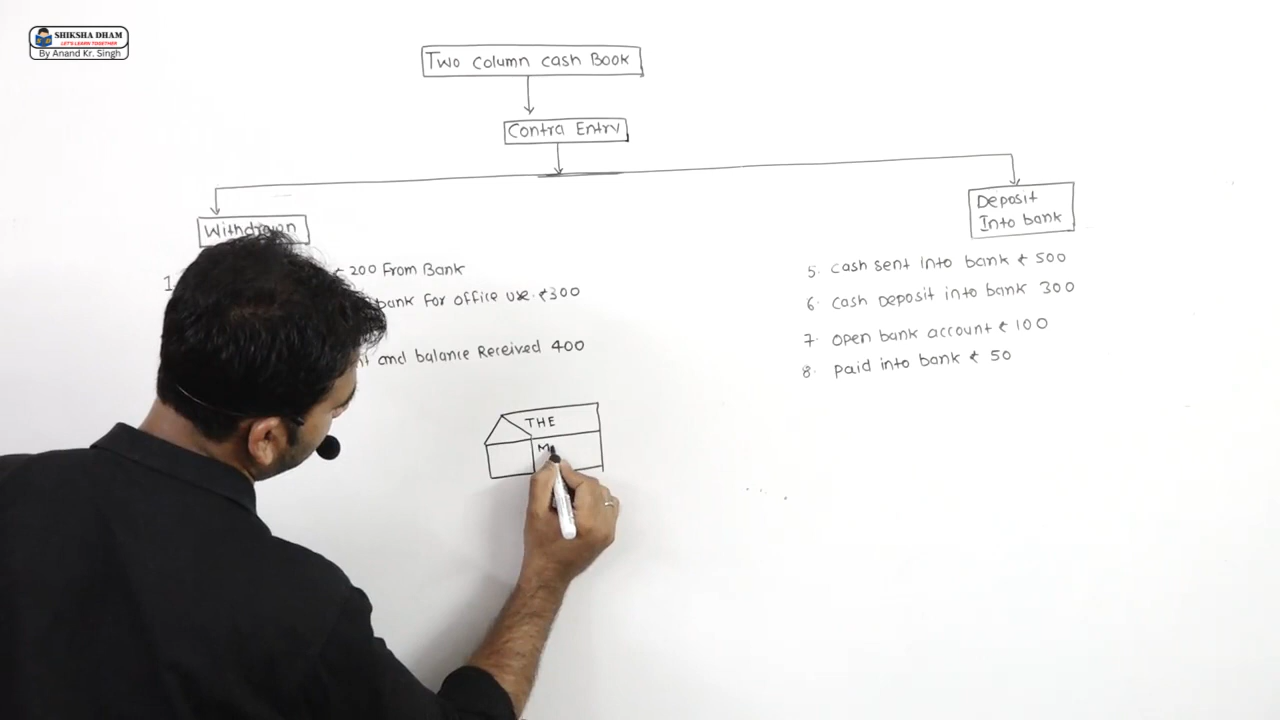 SHIKSHA DHAM
LET'S LEARN TOGETHER
By Anand Kr. Singh
Two column cash Book
Contra Entry
Withdrawn
Deposit
Into bank
1
₹ 200 From Bank
bank For office use. ₹300
and balance Received 400
5. cash sent into bank ₹ 500
6. cash Deposit into bank 300
7. open bank account ₹ 100
8. paid into bank ₹ 50
THE